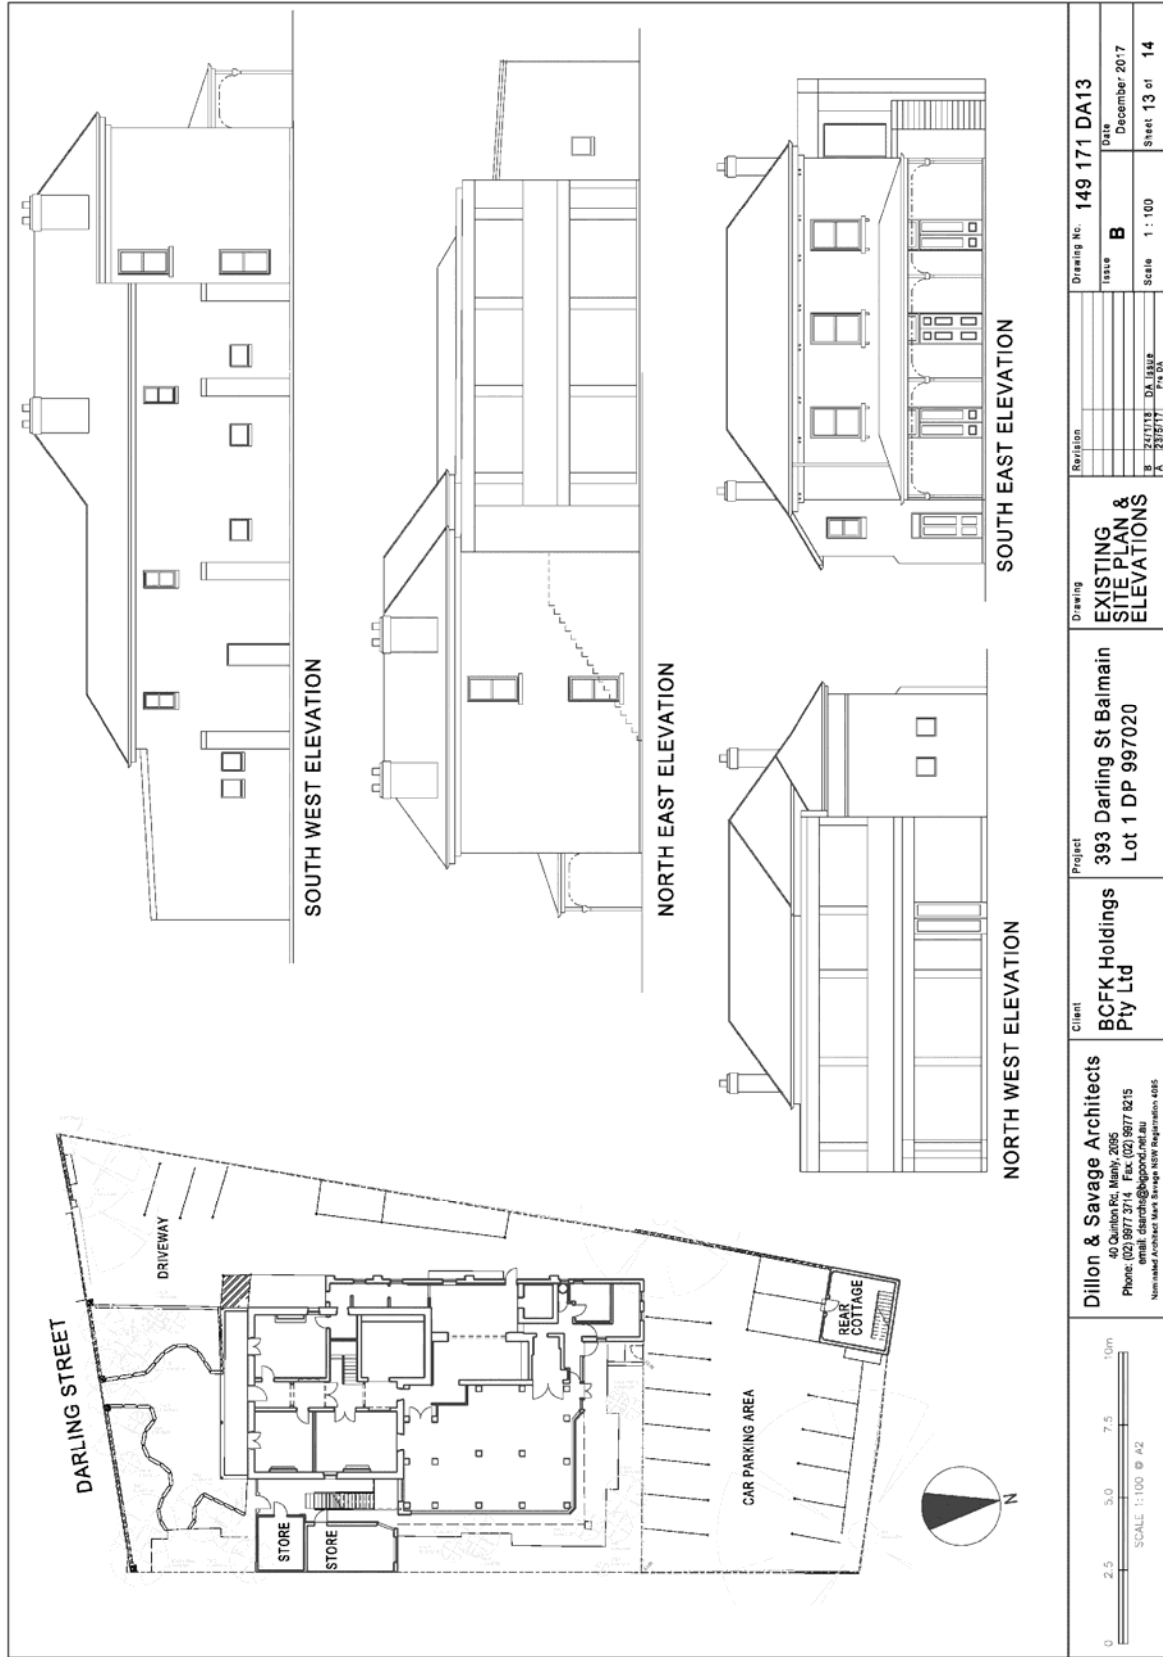 DARLING STREET
DRIVEWAY
STORE
STORE
CAR PARKING AREA
REAR
COTTAGE
N
SOUTH WEST ELEVATION
NORTH EAST ELEVATION
NORTH WEST ELEVATION
SOUTH EAST ELEVATION
0 2.5 5.0 7.5 10m
SCALE 1:100 @ A2
Dillon & Savage Architects
40 Quinton Rd, Manly, 2095
Phone: (02) 9977 3714 Fax: (02) 9977 8215
email: dsarchs@bigpond.net.au
Nominated Architect Mark Savage NSW Registration 4095
Client
BCFK Holdings
Pty Ltd
Project
393 Darling St Balmain
Lot 1 DP 997020
Drawing
EXISTING
SITE PLAN &
ELEVATIONS
Revision
B 24/1/18 DA Issue
A 23/5/17 Pre DA
Drawing No. 149 171 DA13
Issue B
Date December 2017
Scale 1 : 100
Sheet 13 of 14